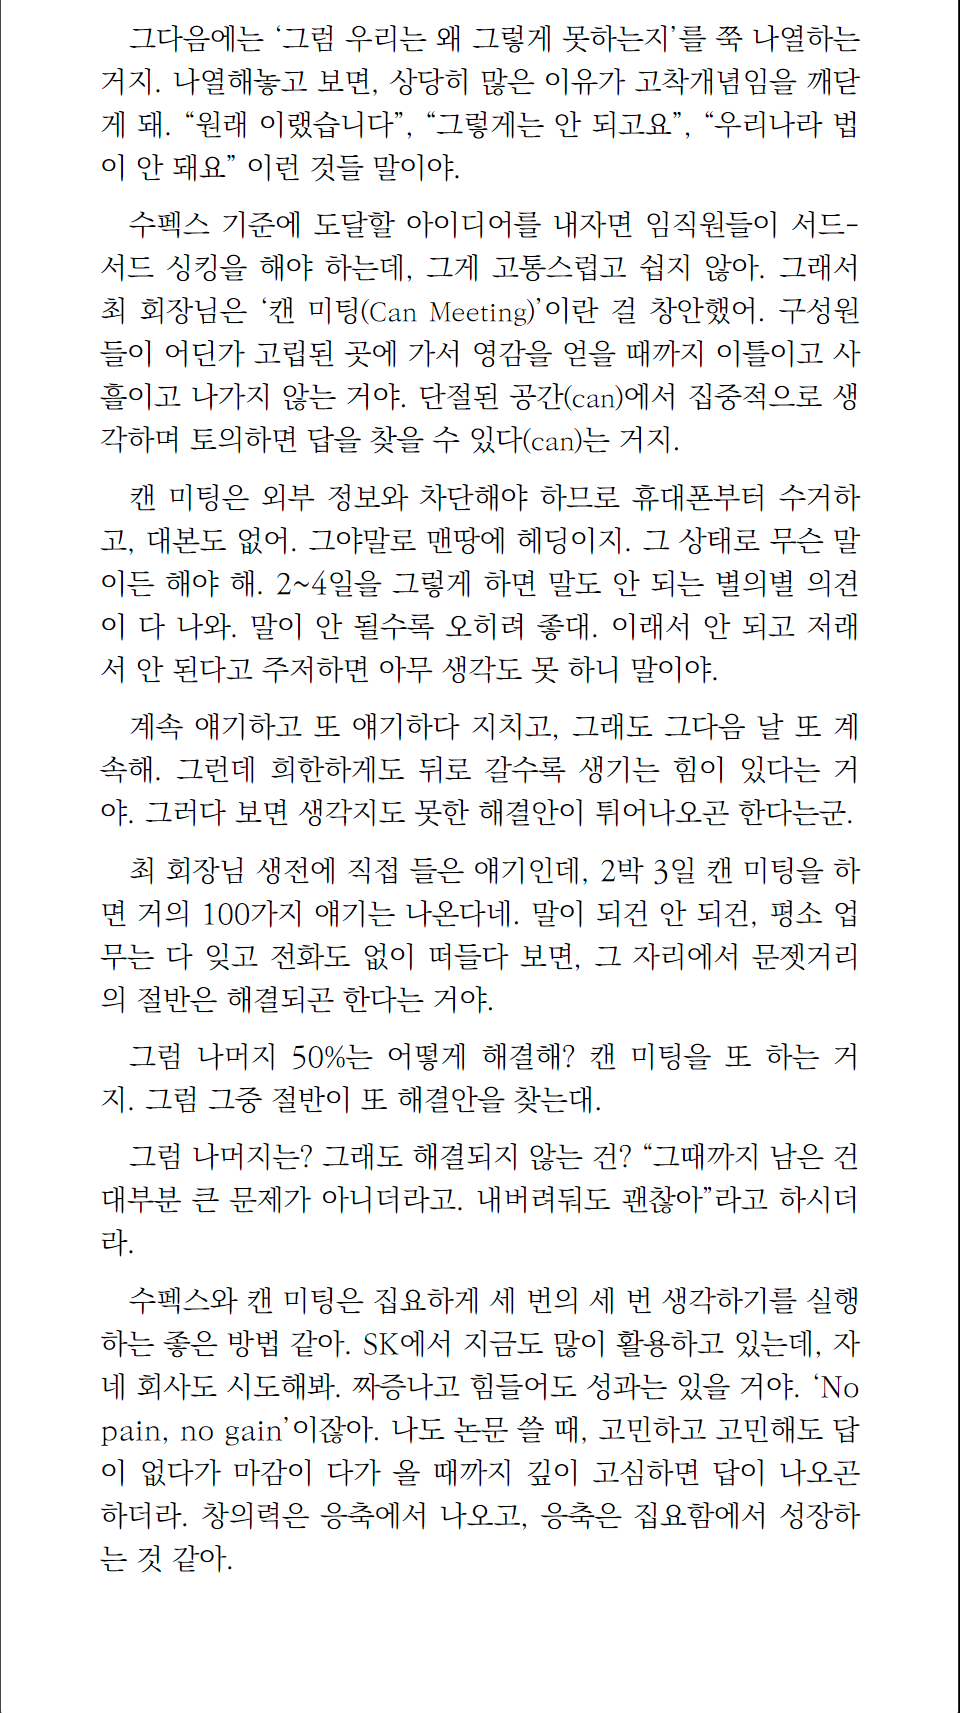 그다음에는 ‘그럼 우리는 왜 그렇게 못하는지’를 쭉 나열하는
거지. 나열해놓고 보면, 상당히 많은 이유가 고착개념임을 깨닫
게 돼. “원래 이랬습니다”, “그렇게는 안 되고요”, “우리나라 법
이 안 돼요” 이런 것들 말이야.
수펙스 기준에 도달할 아이디어를 내자면 임직원들이 서드-
서드 싱킹을 해야 하는데, 그게 고통스럽고 쉽지 않아. 그래서
최 회장님은 ‘캔 미팅(Can Meeting)’이란 걸 창안했어. 구성원
들이 어딘가 고립된 곳에 가서 영감을 얻을 때까지 이틀이고 사
흘이고 나가지 않는 거야. 단절된 공간(can)에서 집중적으로 생
각하며 토의하면 답을 찾을 수 있다(can)는 거지.
캔 미팅은 외부 정보와 차단해야 하므로 휴대폰부터 수거하
고, 대본도 없어. 그야말로 맨땅에 헤딩이지. 그 상태로 무슨 말
이든 해야 해. 2~4일을 그렇게 하면 말도 안 되는 별의별 의견
이 다 나와. 말이 안 될수록 오히려 좋대. 이래서 안 되고 저래
서 안 된다고 주저하면 아무 생각도 못 하니 말이야.
계속 얘기하고 또 얘기하다 지치고, 그래도 그다음 날 또 계
속해. 그런데 희한하게도 뒤로 갈수록 생기는 힘이 있다는 거
야. 그러다 보면 생각지도 못한 해결안이 튀어나오곤 한다는군.
최 회장님 생전에 직접 들은 얘기인데, 2박 3일 캔 미팅을 하
면 거의 100가지 얘기는 나온다네. 말이 되건 안 되건, 평소 업
무는 다 잊고 전화도 없이 떠들다 보면, 그 자리에서 문젯거리
의 절반은 해결되곤 한다는 거야.
그럼 나머지 50%는 어떻게 해결해? 캔 미팅을 또 하는 거
지. 그럼 그중 절반이 또 해결안을 찾는대.
그럼 나머지는? 그래도 해결되지 않는 건? “그때까지 남은 건
대부분 큰 문제가 아니더라고. 내버려둬도 괜찮아”라고 하시더
라.
수펙스와 캔 미팅은 집요하게 세 번의 세 번 생각하기를 실행
하는 좋은 방법 같아. SK에서 지금도 많이 활용하고 있는데, 자
네 회사도 시도해봐. 짜증나고 힘들어도 성과는 있을 거야. ‘No
pain, no gain’이잖아. 나도 논문 쓸 때, 고민하고 고민해도 답
이 없다가 마감이 다가 올 때까지 깊이 고심하면 답이 나오곤
하더라. 창의력은 응축에서 나오고, 응축은 집요함에서 성장하
는 것 같아.